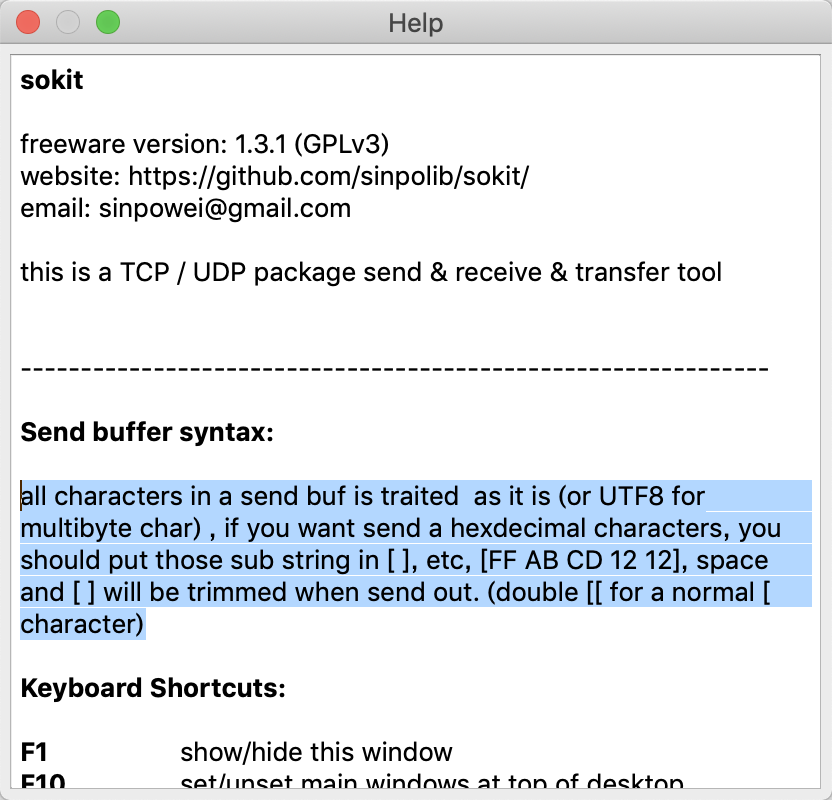 Help
sokit
freeware version: 1.3.1 (GPLv3)
website: https://github.com/sinpolib/sokit/
email: sinpowei@gmail.com
this is a TCP / UDP package send & receive & transfer tool
--------------------------------------------------------------
Send buffer syntax:
all characters in a send buf is traited  as it is (or UTF8 for
multibyte char) , if you want send a hexdecimal characters, you
should put those sub string in [ ], etc, [FF AB CD 12 12], space
and [ ] will be trimmed when send out. (double [[ for a normal [
character)
Keyboard Shortcuts:
F1 show/hide this window
F10 set/unset main windows at top of desktop